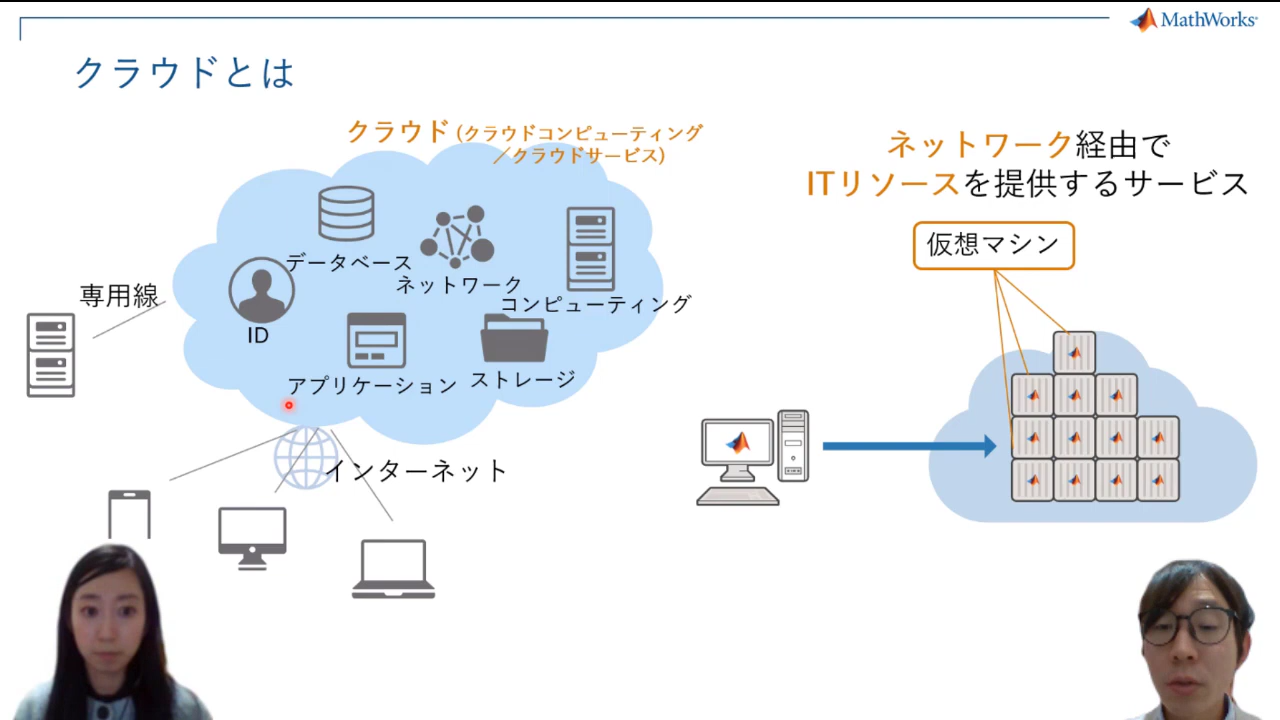 MathWorks
クラウドとは
クラウド (クラウドコンピューティング
／クラウドサービス)
データベース
ネットワーク
コンピューティング
ID
アプリケーション
ストレージ
専用線
インターネット
ネットワーク経由で
ITリソースを提供するサービス
仮想マシン